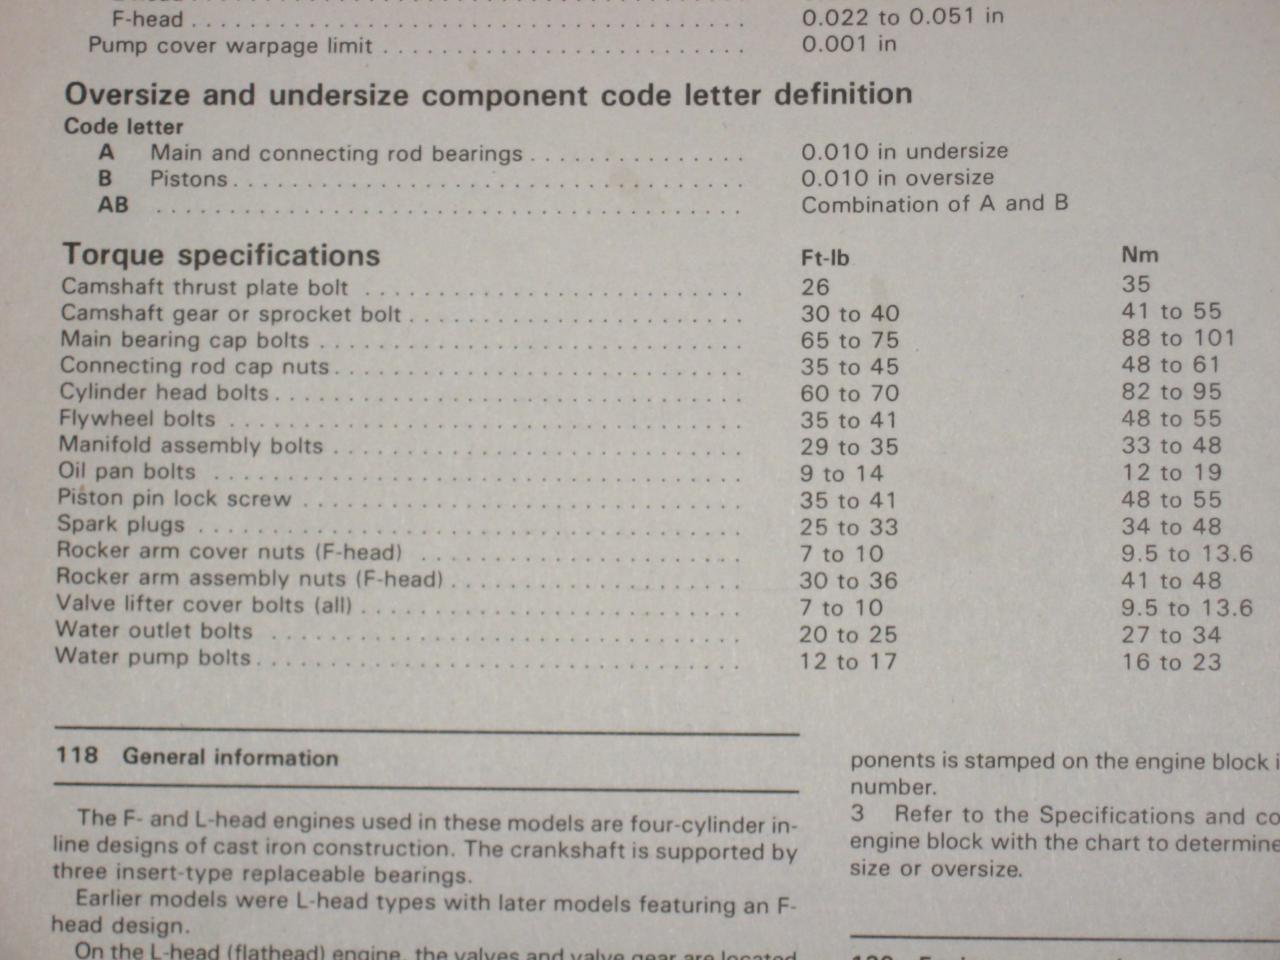 F-head . . . . . . . . . . . . . . . . . . . . . . . . . . . . . . . . . . . . . . . . . . . . . 0.022 to 0.051 in
Pump cover warpage limit . . . . . . . . . . . . . . . . . . . . . . . . . . . . . . 0.001 in
Oversize and undersize component code letter definition
Code letter
A Main and connecting rod bearings . . . . . . . . . . . . . . . . . . 0.010 in undersize
B Pistons . . . . . . . . . . . . . . . . . . . . . . . . . . . . . . . . . . . . . . . . . . 0.010 in oversize
AB . . . . . . . . . . . . . . . . . . . . . . . . . . . . . . . . . . . . . . . . . . . . . . . . Combination of A and B
Torque specifications Ft-lb Nm
Camshaft thrust plate bolt . . . . . . . . . . . . . . . . . . . . . . . . . . . . . . . 26 35
Camshaft gear or sprocket bolt . . . . . . . . . . . . . . . . . . . . . . . . . . . . 30 to 40 41 to 55
Main bearing cap bolts . . . . . . . . . . . . . . . . . . . . . . . . . . . . . . . . . . . 65 to 75 88 to 101
Connecting rod cap nuts . . . . . . . . . . . . . . . . . . . . . . . . . . . . . . . . . . 35 to 45 48 to 61
Cylinder head bolts . . . . . . . . . . . . . . . . . . . . . . . . . . . . . . . . . . . . . . . 60 to 70 82 to 95
Flywheel bolts . . . . . . . . . . . . . . . . . . . . . . . . . . . . . . . . . . . . . . . . . . 35 to 41 48 to 55
Manifold assembly bolts . . . . . . . . . . . . . . . . . . . . . . . . . . . . . . . . . . 29 to 35 33 to 48
Oil pan bolts . . . . . . . . . . . . . . . . . . . . . . . . . . . . . . . . . . . . . . . . . . . 9 to 14 12 to 19
Piston pin lock screw . . . . . . . . . . . . . . . . . . . . . . . . . . . . . . . . . . . . 35 to 41 48 to 55
Spark plugs . . . . . . . . . . . . . . . . . . . . . . . . . . . . . . . . . . . . . . . . . . . . 25 to 33 34 to 48
Rocker arm cover nuts (F-head) . . . . . . . . . . . . . . . . . . . . . . . . . . . 7 to 10 9.5 to 13.6
Rocker arm assembly nuts (F-head) . . . . . . . . . . . . . . . . . . . . . . . . 30 to 36 41 to 48
Valve lifter cover bolts (all) . . . . . . . . . . . . . . . . . . . . . . . . . . . . . . . . 7 to 10 9.5 to 13.6
Water outlet bolts . . . . . . . . . . . . . . . . . . . . . . . . . . . . . . . . . . . . . . . 20 to 25 27 to 34
Water pump bolts . . . . . . . . . . . . . . . . . . . . . . . . . . . . . . . . . . . . . . . . 12 to 17 16 to 23
118 General information
The F- and L-head engines used in these models are four-cylinder in-
line designs of cast iron construction. The crankshaft is supported by
three insert-type replaceable bearings.
Earlier models were L-head types with later models featuring an F-
head design.
On the L-head (flathead) engine, the valves and valve gear are located
ponents is stamped on the engine block
number.
3 Refer to the Specifications and co
engine block with the chart to determine
size or oversize.